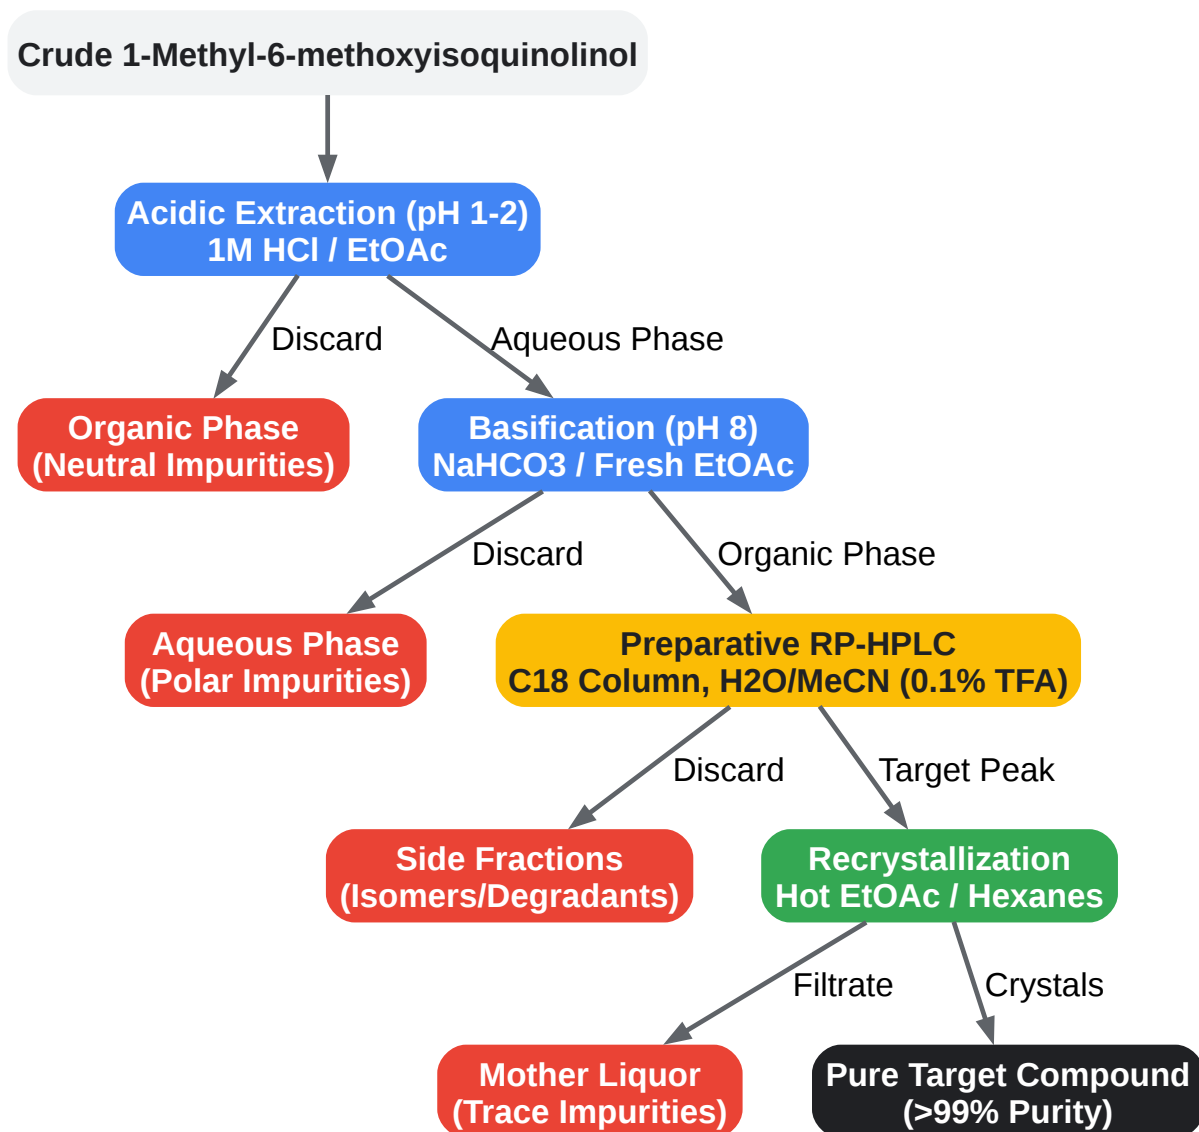 Crude 1-Methyl-6-methoxyisoquinolinol
Acidic Extraction (pH 1-2)
1M HCl / EtOAc
Discard
Aqueous Phase
Organic Phase
(Neutral Impurities)
Basification (pH 8)
NaHCO3 / Fresh EtOAc
Discard
Organic Phase
Aqueous Phase
(Polar Impurities)
Preparative RP-HPLC
C18 Column, H2O/MeCN (0.1% TFA)
Discard
Target Peak
Side Fractions
(Isomers/Degradants)
Recrystallization
Hot EtOAc / Hexanes
Filtrate
Crystals
Mother Liquor
(Trace Impurities)
Pure Target Compound
(>99% Purity)